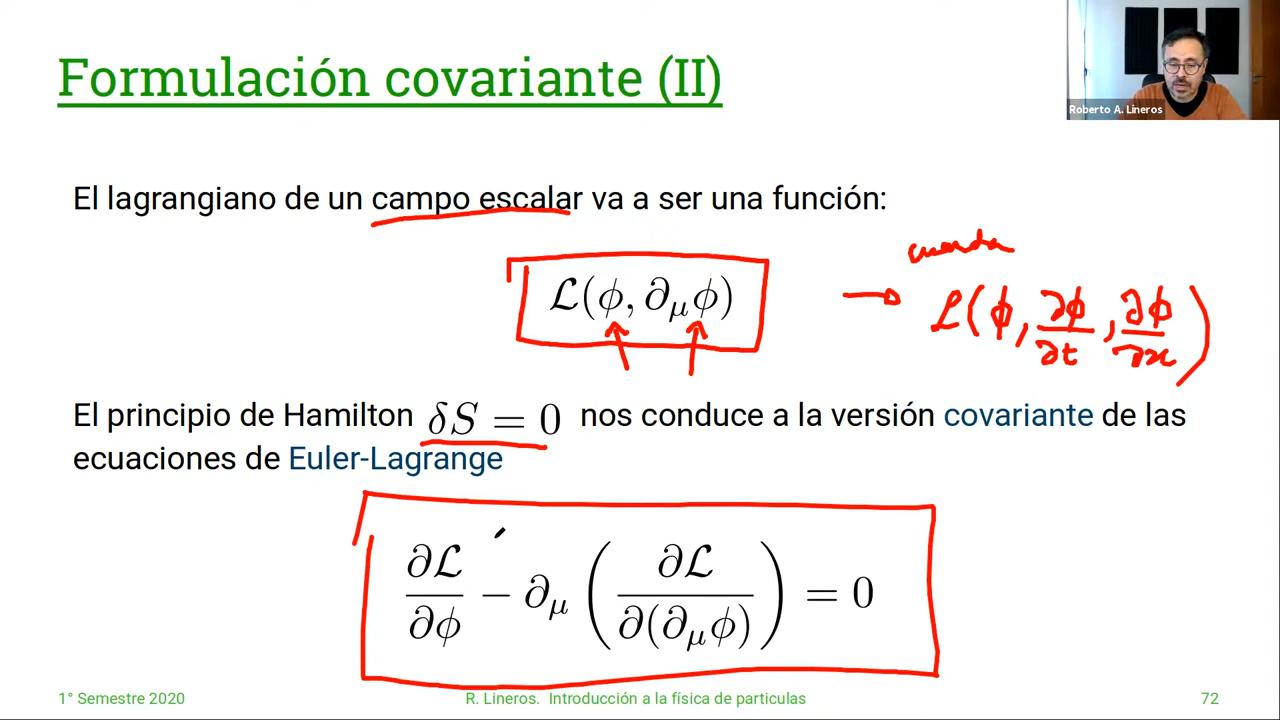 Formulación covariante (II)
Roberto A. Lineros
El lagrangiano de un campo escalar va a ser una función:
cuerda
ℒ(ϕ, ∂_μϕ)
→ ℒ(ϕ, ∂ϕ/∂t, ∂ϕ/∂x)
El principio de Hamilton δS = 0 nos conduce a la versión covariante de las
ecuaciones de Euler-Lagrange
∂ℒ/∂ϕ − ∂_μ (∂ℒ/∂(∂_μϕ)) = 0
1° Semestre 2020
R. Lineros. Introducción a la física de particulas
72